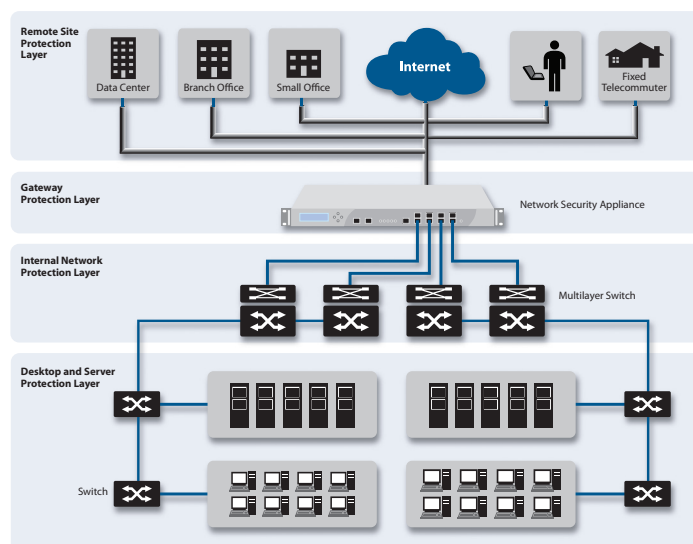 Remote Site
Protection
Layer
Data Center
Branch Office
Small Office
Internet
Fixed
Telecommuter
Gateway
Protection Layer
Network Security Appliance
Internal Network
Protection Layer
Multilayer Switch
Desktop and Server
Protection Layer
Switch